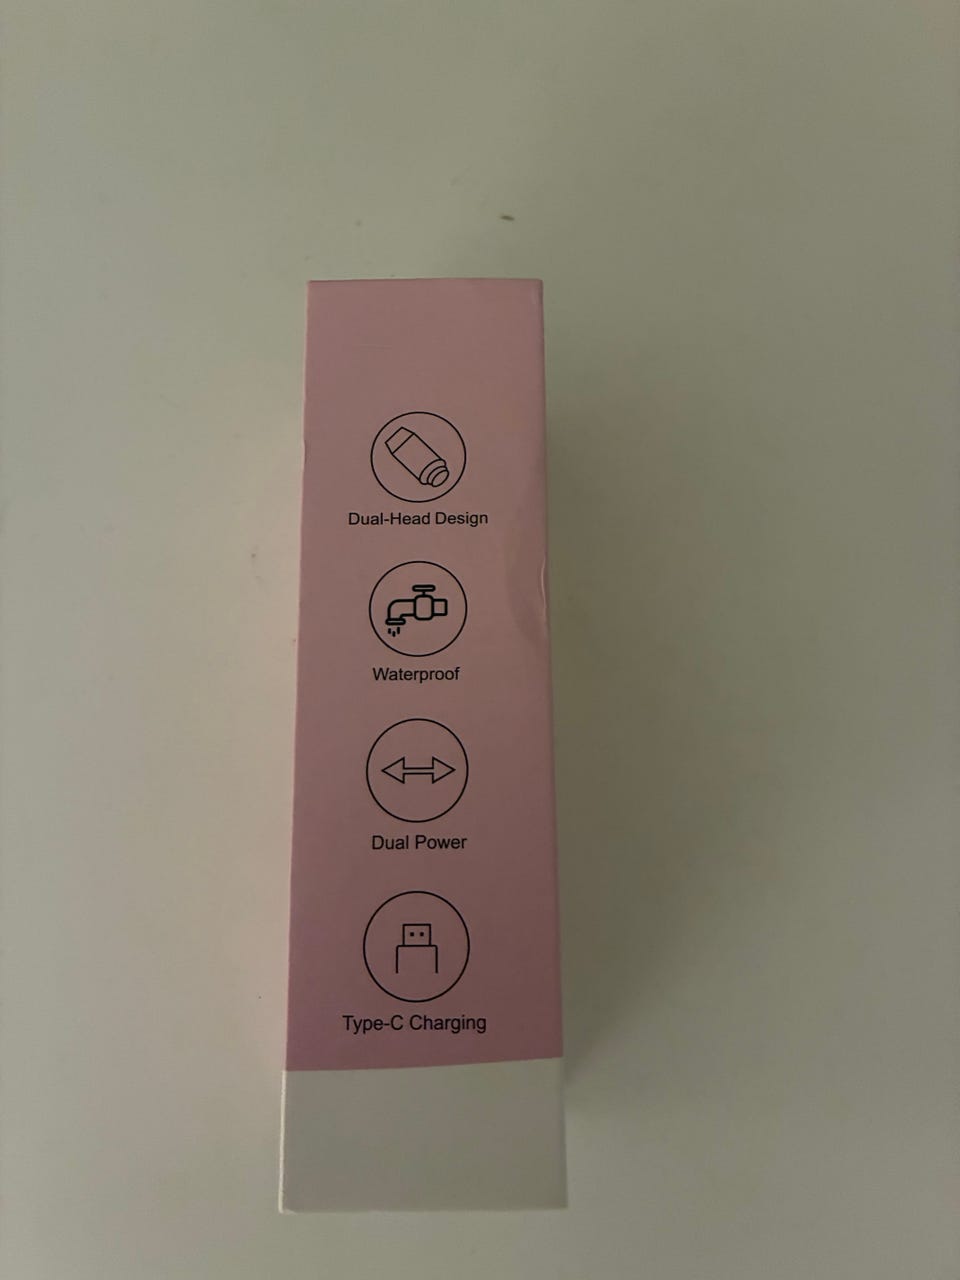 Dual-Head Design
Waterproof
Dual Power
Type-C Charging